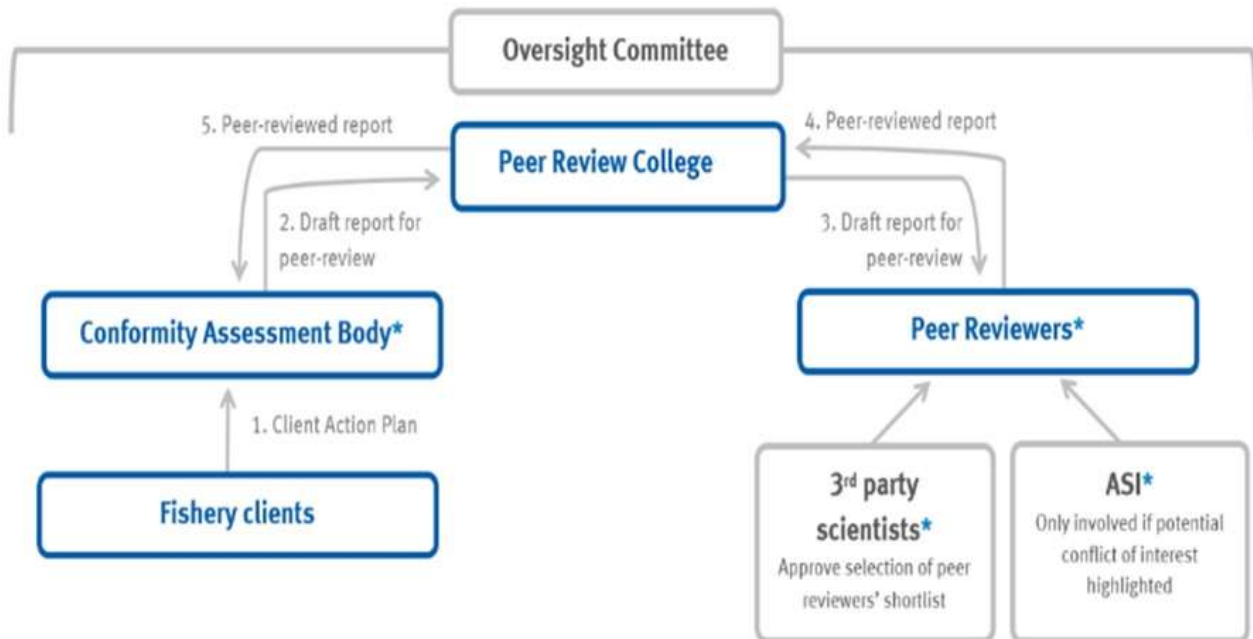 Oversight Committee
5. Peer-reviewed report
4. Peer-reviewed report
Peer Review College
2. Draft report for
peer-review
3. Draft report for
peer-review
Conformity Assessment Body*
Peer Reviewers*
1. Client Action Plan
Fishery clients
3rd party
scientists*
Approve selection of peer
reviewers' shortlist
ASI*
Only involved if potential
conflict of interest
highlighted